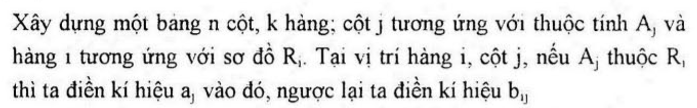 Xây dựng một bảng n cột, k hàng; cột j tương ứng với thuộc tính Aj và
hàng i tương ứng với sơ đồ Ri. Tại vị trí hàng i, cột j, nếu Aj thuộc Ri
thì ta điền kí hiệu aj vào đó, ngược lại ta điền kí hiệu bij